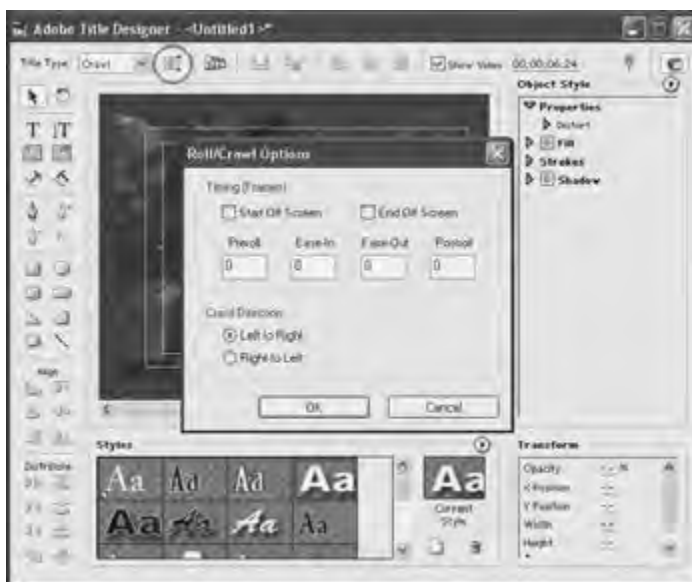 Adobe Title Designer - <Untitled1>*
Title Type: Crawl
Show Video 00;00;06;24
Object Style
Properties
Distort
Fill
Strokes
Shadow
T T
Roll/Crawl Options
Timing (Frames)
Start Off Screen End Off Screen
Preroll Ease-In Ease-Out Postroll
0 0 0 0
Crawl Direction
Left to Right
Right to Left
OK Cancel
Align
Distribute
Styles
Aa Aa Aa Aa
Aa Aa Aa Aa
Aa
Current
Style
Transform
Opacity %
X Position
Y Position
Width
Height